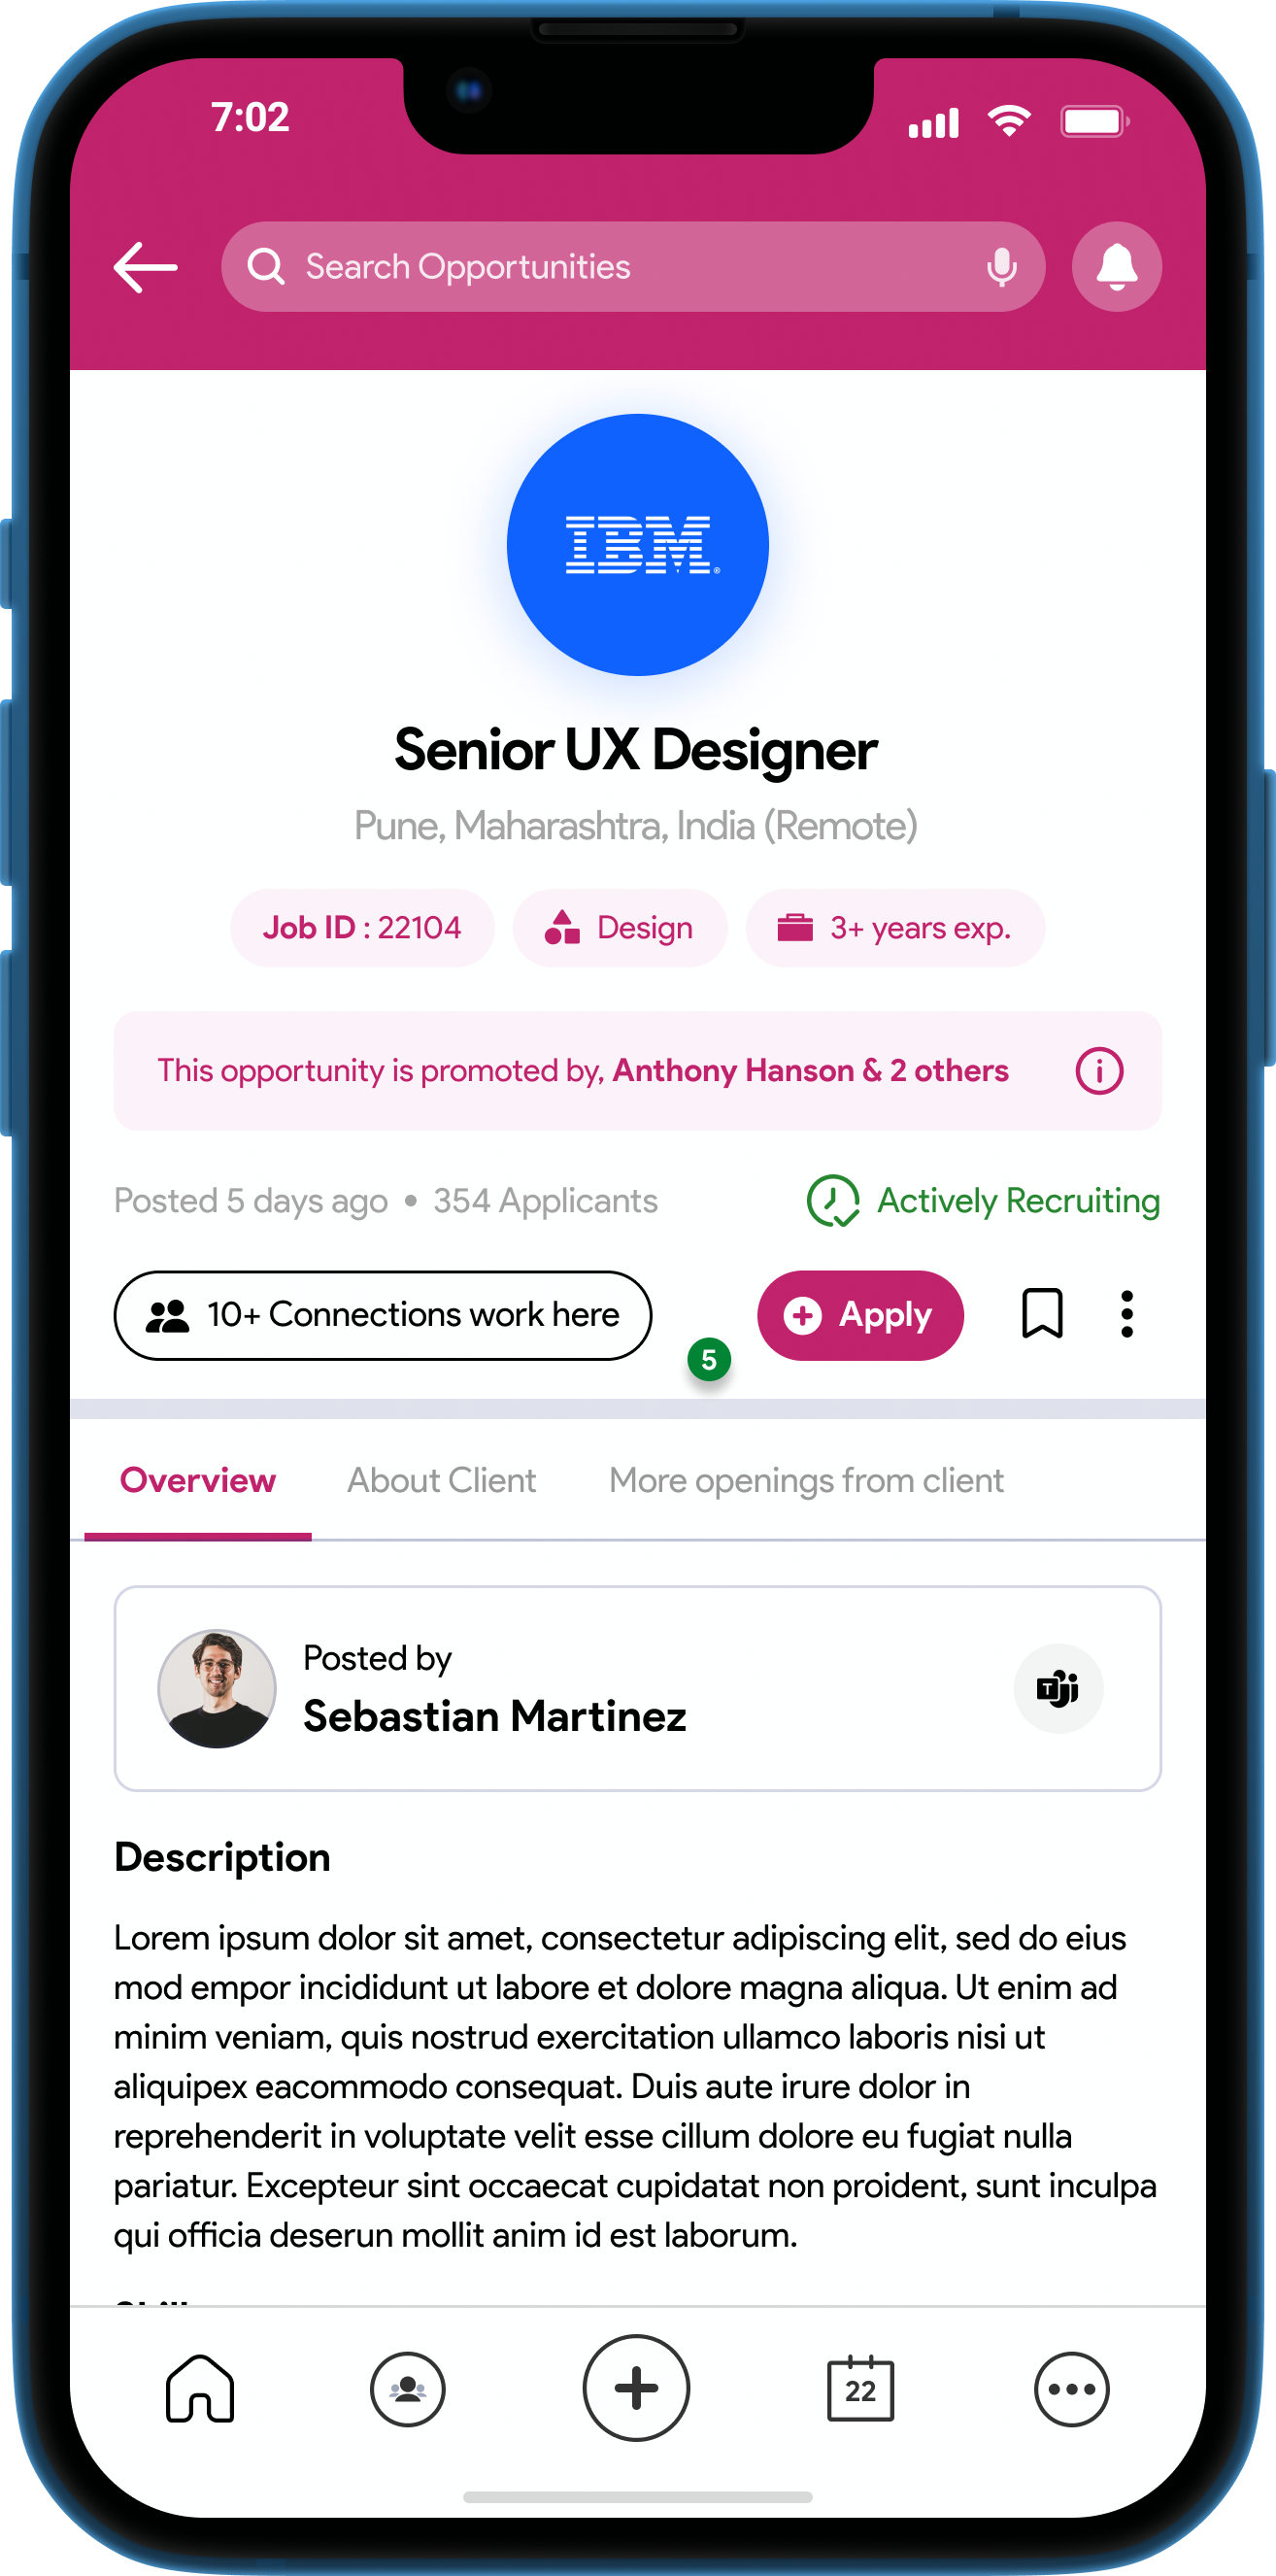 7:02
Search Opportunities
IBM®
Senior UX Designer
Pune, Maharashtra, India (Remote)
Job ID : 22104
Design
3+ years exp.
This opportunity is promoted by, Anthony Hanson & 2 others
Posted 5 days ago • 354 Applicants
Actively Recruiting
10+ Connections work here
Apply
5
Overview
About Client
More openings from client
Posted by
Sebastian Martinez
T
Description
Lorem ipsum dolor sit amet, consectetur adipiscing elit, sed do eius
mod empor incididunt ut labore et dolore magna aliqua. Ut enim ad
minim veniam, quis nostrud exercitation ullamco laboris nisi ut
aliquipex eacommodo consequat. Duis aute irure dolor in
reprehenderit in voluptate velit esse cillum dolore eu fugiat nulla
pariatur. Excepteur sint occaecat cupidatat non proident, sunt inculpa
qui officia deserun mollit anim id est laborum.
22